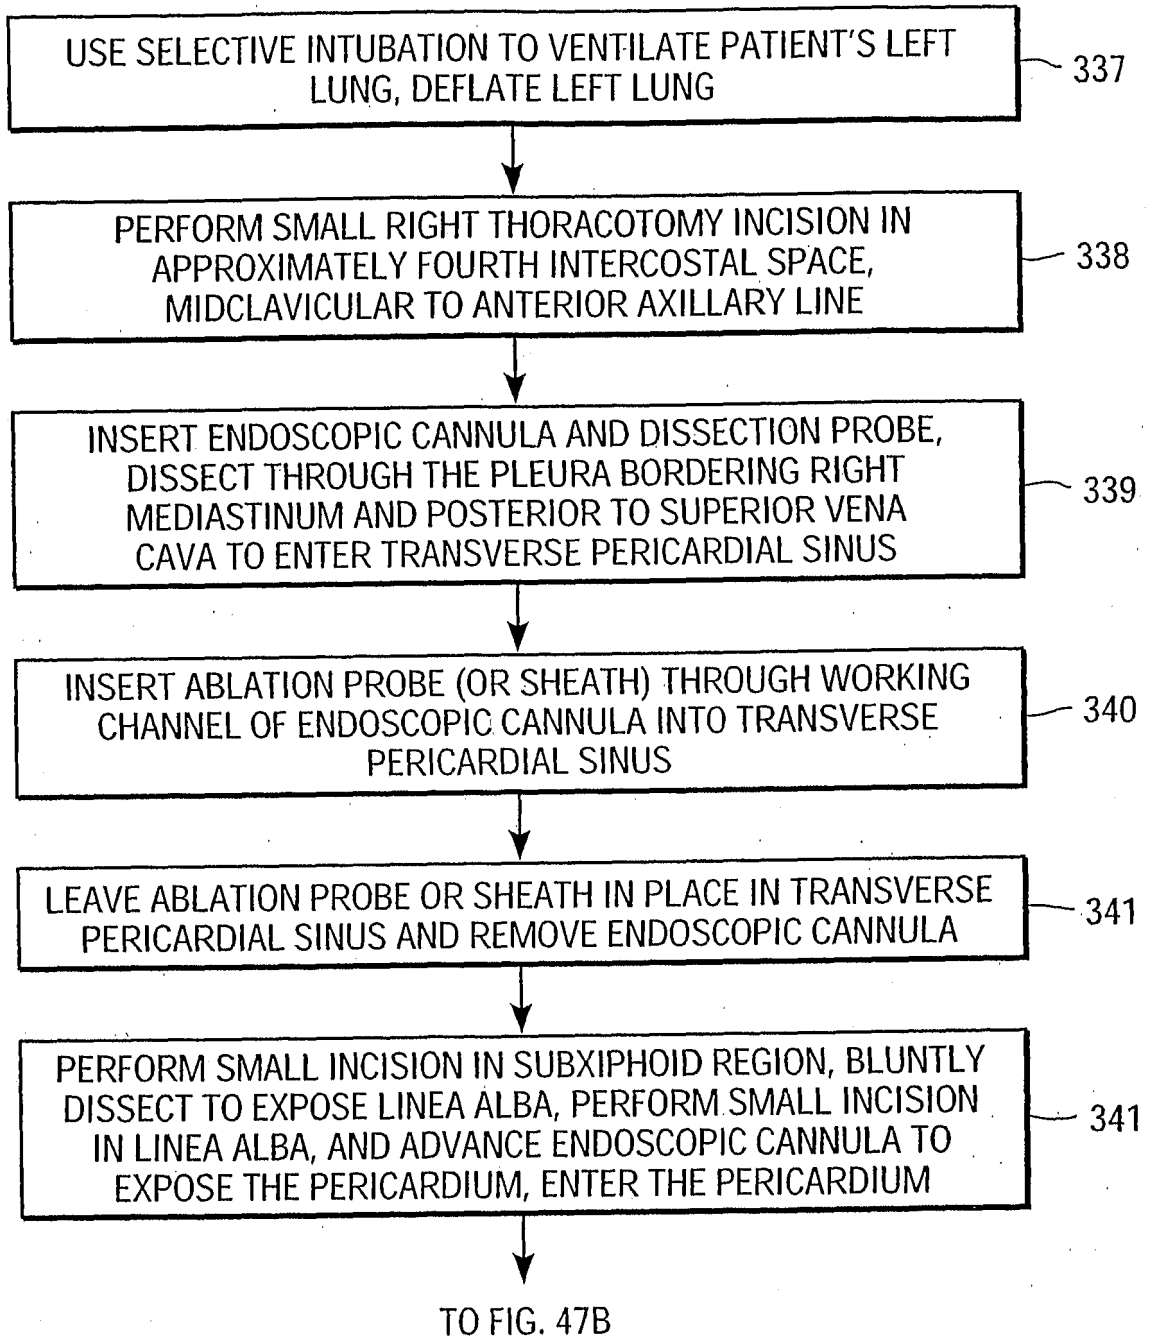 USE SELECTIVE INTUBATION TO VENTILATE PATIENT'S LEFT
LUNG, DEFLATE LEFT LUNG
337
PERFORM SMALL RIGHT THORACOTOMY INCISION IN
APPROXIMATELY FOURTH INTERCOSTAL SPACE,
MIDCLAVICULAR TO ANTERIOR AXILLARY LINE
338
INSERT ENDOSCOPIC CANNULA AND DISSECTION PROBE,
DISSECT THROUGH THE PLEURA BORDERING RIGHT
MEDIASTINUM AND POSTERIOR TO SUPERIOR VENA
CAVA TO ENTER TRANSVERSE PERICARDIAL SINUS
339
INSERT ABLATION PROBE (OR SHEATH) THROUGH WORKING
CHANNEL OF ENDOSCOPIC CANNULA INTO TRANSVERSE
PERICARDIAL SINUS
340
LEAVE ABLATION PROBE OR SHEATH IN PLACE IN TRANSVERSE
PERICARDIAL SINUS AND REMOVE ENDOSCOPIC CANNULA
341
PERFORM SMALL INCISION IN SUBXIPHOID REGION, BLUNTLY
DISSECT TO EXPOSE LINEA ALBA, PERFORM SMALL INCISION
IN LINEA ALBA, AND ADVANCE ENDOSCOPIC CANNULA TO
EXPOSE THE PERICARDIUM, ENTER THE PERICARDIUM
341
TO FIG. 47B